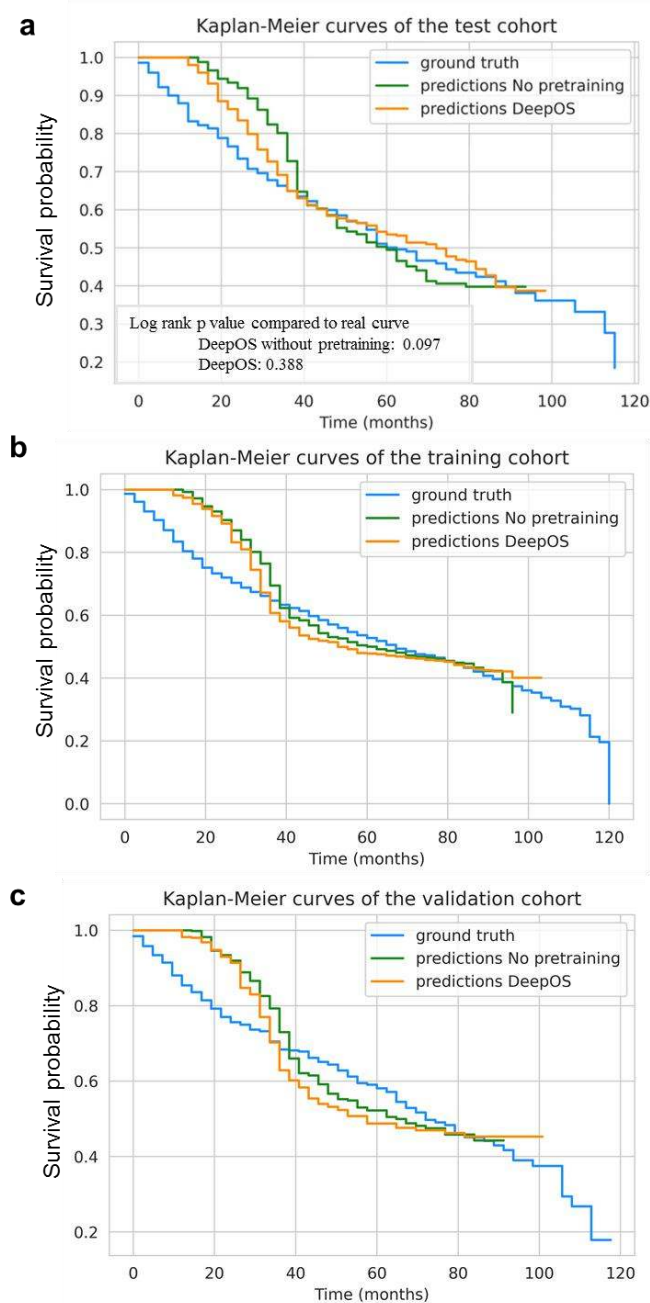 a
Kaplan-Meier curves of the test cohort
1.0
0.9
0.8
0.7
0.6
0.5
0.4
0.3
0.2
Survival probability
ground truth
predictions No pretraining
predictions DeepOS
Log rank p value compared to real curve
DeepOS without pretraining: 0.097
DeepOS: 0.388
0 20 40 60 80 100 120
Time (months)
b
Kaplan-Meier curves of the training cohort
1.0
0.8
0.6
0.4
0.2
0.0
Survival probability
ground truth
predictions No pretraining
predictions DeepOS
0 20 40 60 80 100 120
Time (months)
c
Kaplan-Meier curves of the validation cohort
1.0
0.8
0.6
0.4
0.2
Survival probability
ground truth
predictions No pretraining
predictions DeepOS
0 20 40 60 80 100 120
Time (months)